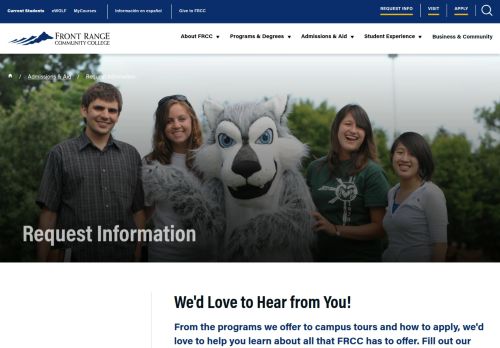 Current Students eWOLF MyCourses Información en español Give to FRCC REQUEST INFO VISIT APPLY
FRONT RANGE
COMMUNITY COLLEGE
About FRCC Programs & Degrees Admissions & Aid Student Experience Business & Community
/ Admissions & Aid / Request Information
Request Information
We'd Love to Hear from You!
From the programs we offer to campus tours and how to apply, we'd
love to help you learn about all that FRCC has to offer. Fill out our